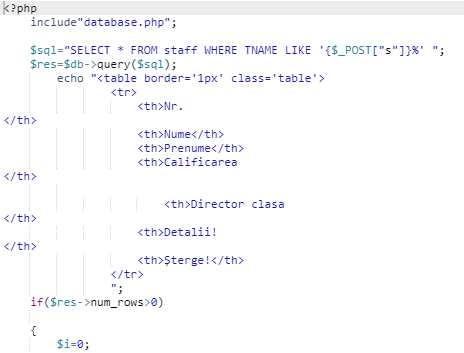 <?php
include"database.php";
$sql="SELECT * FROM staff WHERE TNAME LIKE '{$_POST["s"]}%' ";
$res=$db->query($sql);
echo "<table border='1px' class='table'>
<tr>
<th>Nr.
</th>
<th>Nume</th>
<th>Prenume</th>
<th>Calificarea
</th>
<th>Director clasa
</th>
<th>Detalii!
</th>
<th>Șterge!</th>
</tr>
";
if($res->num_rows>0)
{
$i=0;